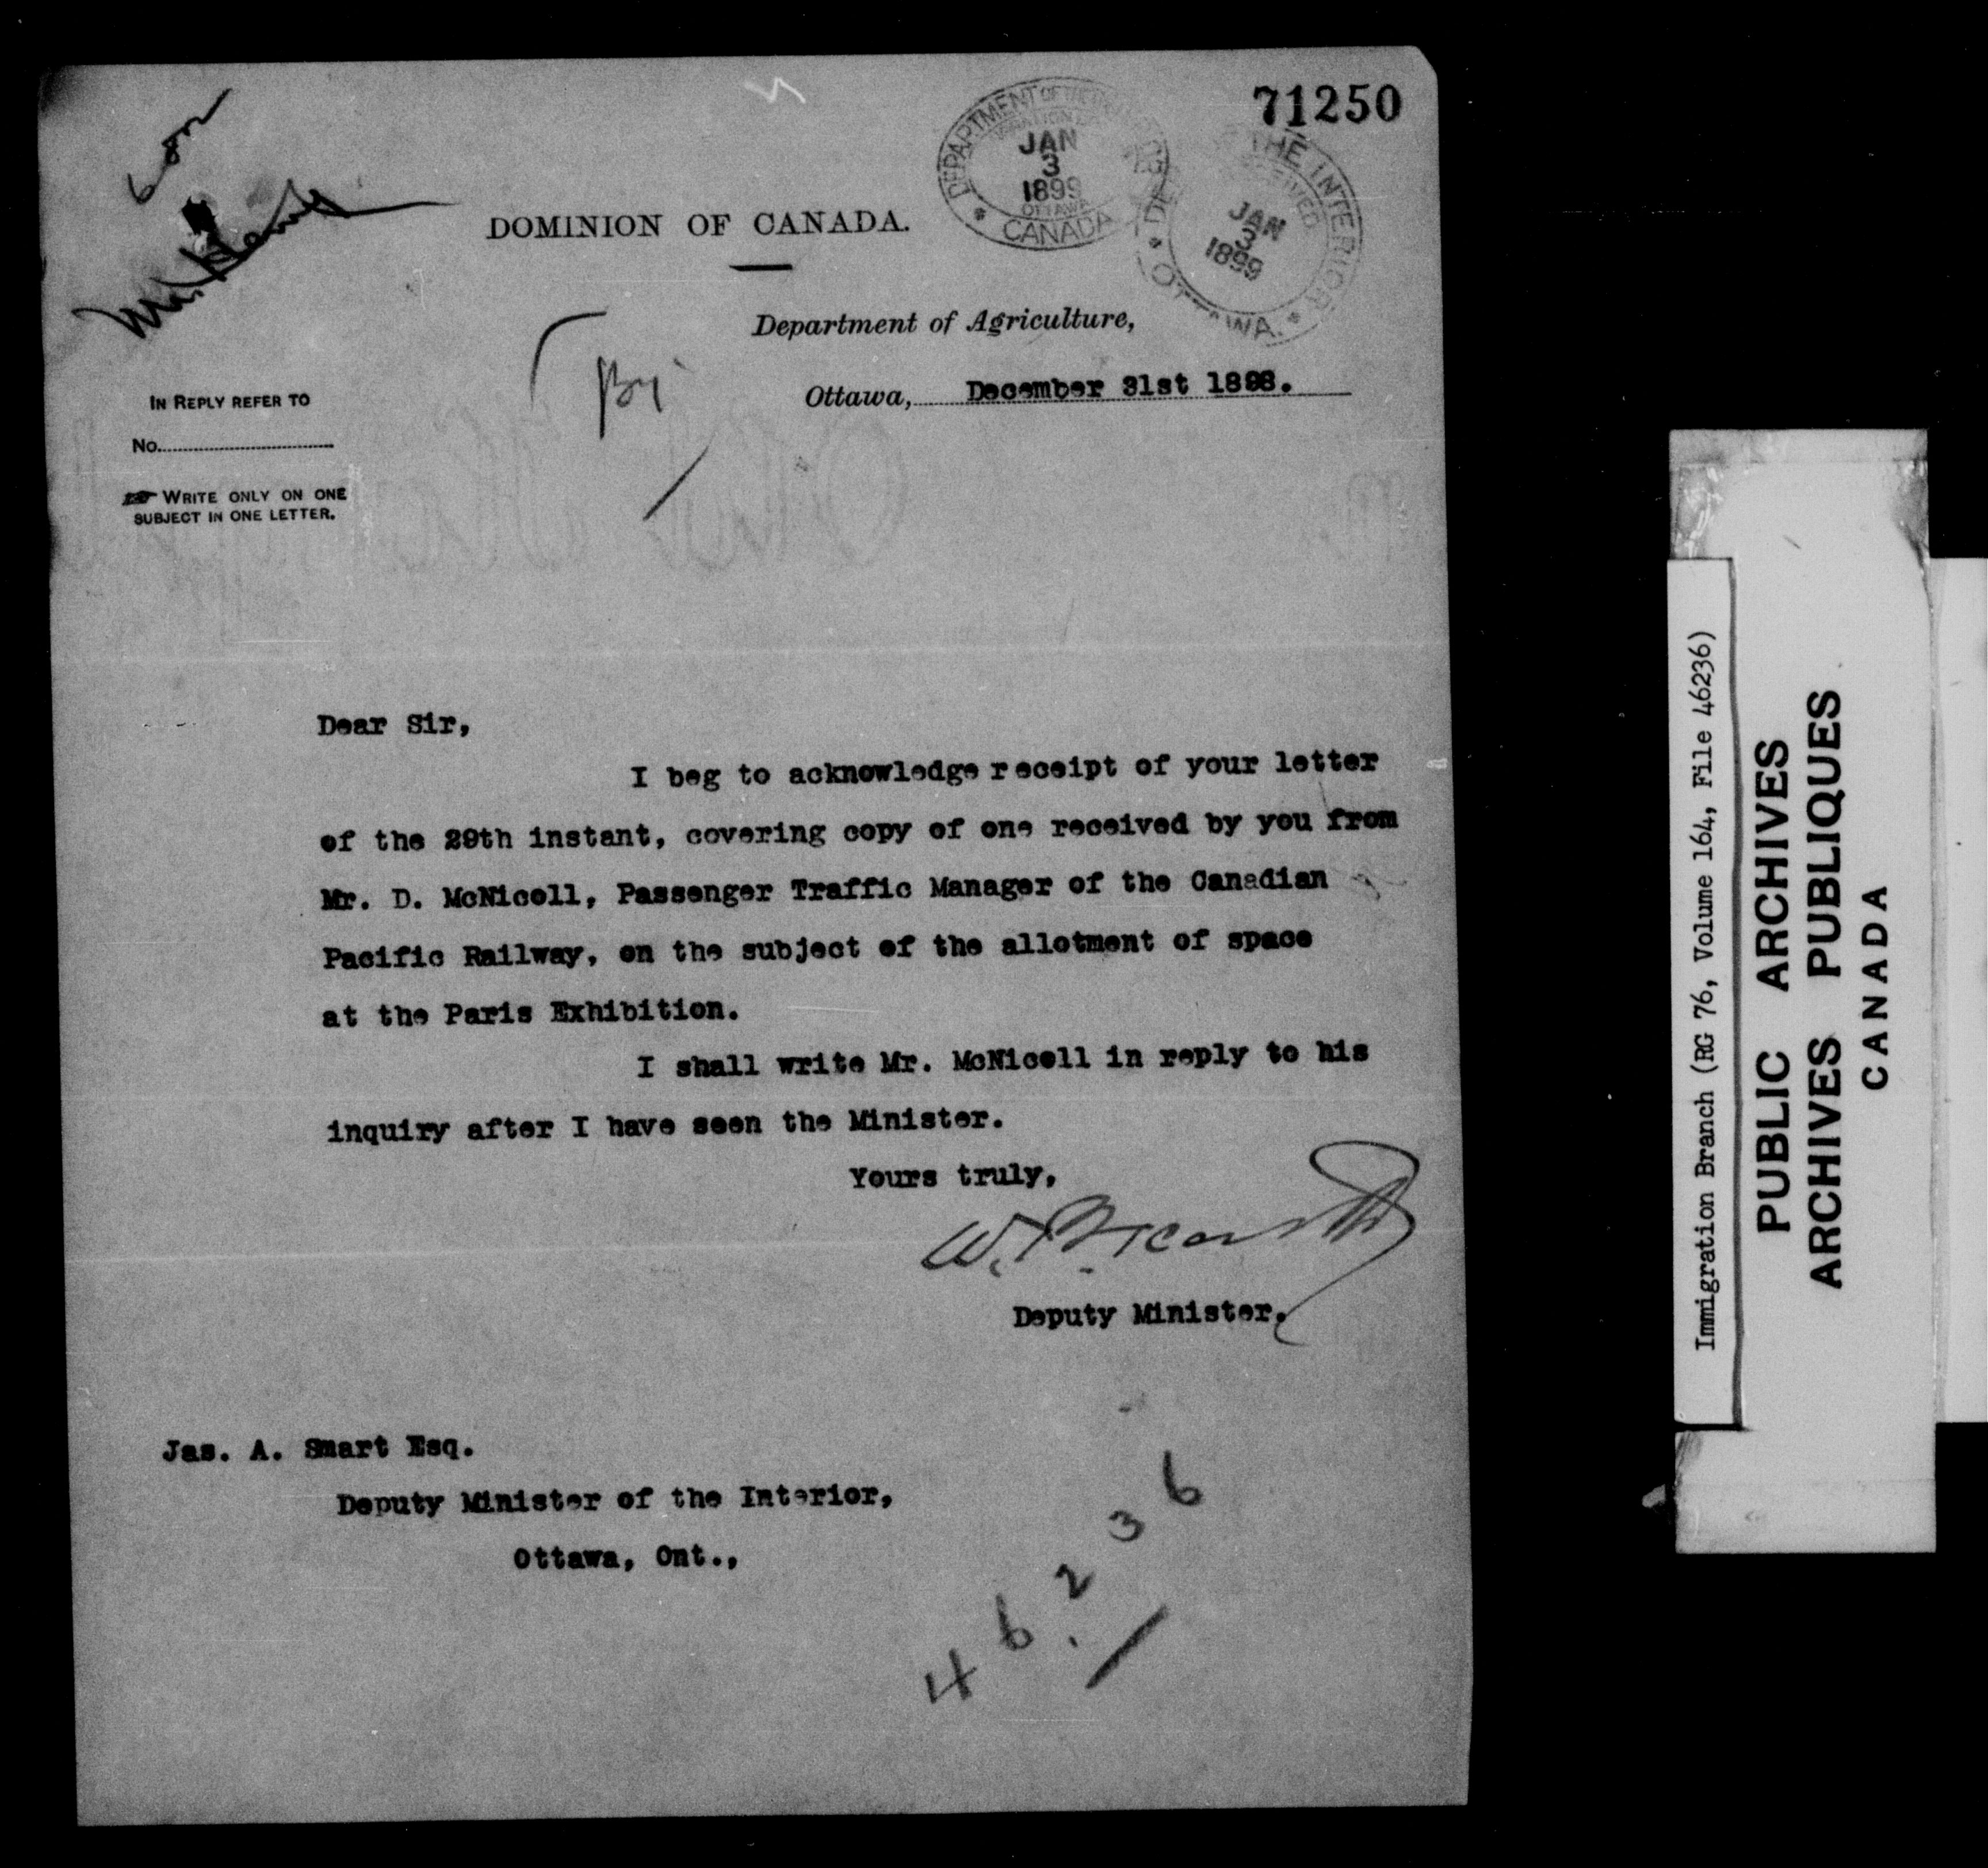 71250
DEPARTMENT OF THE
JAN
3
1899
OTTAWA
CANADA
THE INTERIOR
RECEIVED
JAN
3
1899
OTTAWA.
DOMINION OF CANADA.
Department of Agriculture,
Ottawa, December 31st 1898.
IN REPLY REFER TO
No.
WRITE ONLY ON ONE
SUBJECT IN ONE LETTER.
Dear Sir,
I beg to acknowledge receipt of your letter
of the 29th instant, covering copy of one received by you from
Mr. D. McNicoll, Passenger Traffic Manager of the Canadian
Pacific Railway, on the subject of the allotment of space
at the Paris Exhibition.
I shall write Mr. McNicoll in reply to his
inquiry after I have seen the Minister.
Yours truly,
Deputy Minister.
Jas. A. Smart Esq.
Deputy Minister of the Interior,
Ottawa, Ont.,
46236
Immigration Branch (RG 76, Volume 164, File 46236)
PUBLIC ARCHIVES
ARCHIVES PUBLIQUES
CANADA